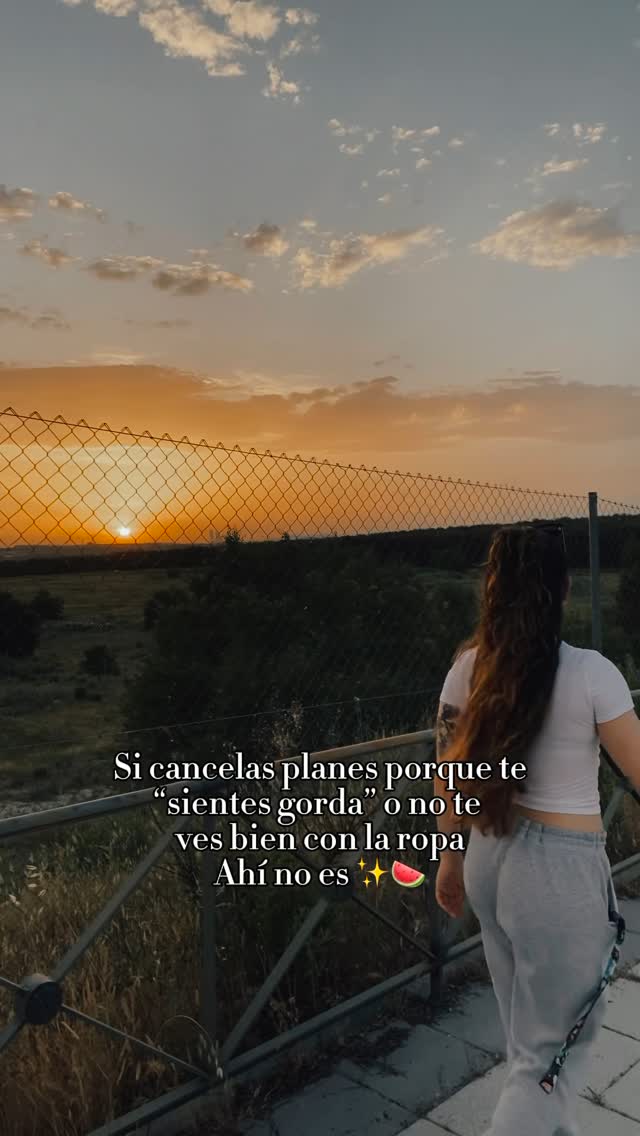 Si cancelas planes porque te
“sientes gorda” o no te
ves bien con la ropa
Ahí no es ✨🍉